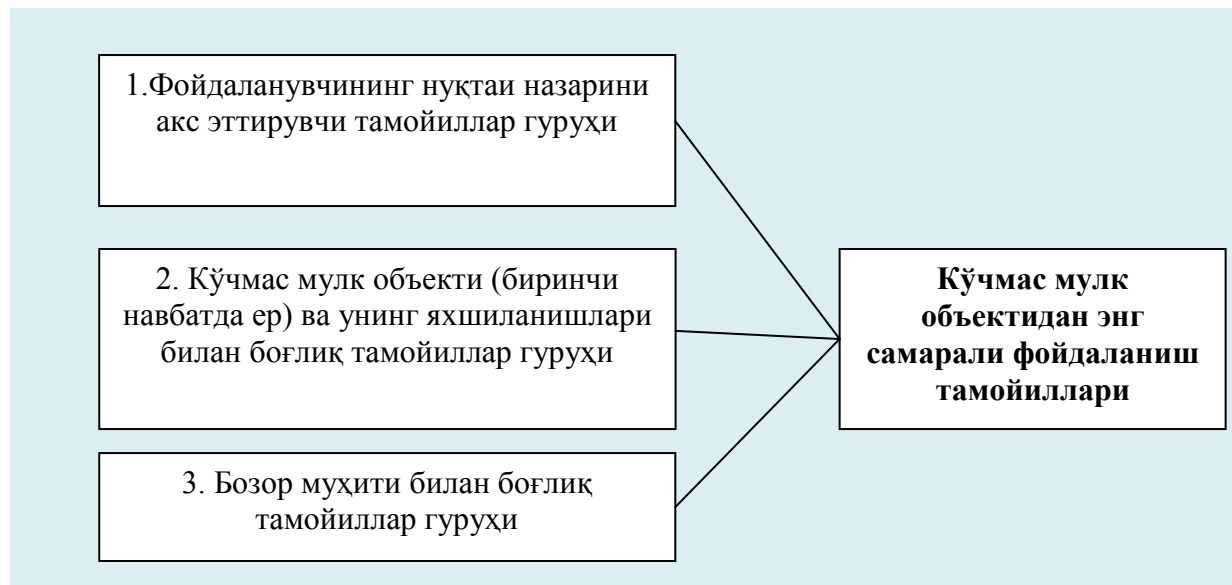 1.Фойдаланувчининг нуқтаи назарини
акс эттирувчи тамойиллар гуруҳи
2. Кўчмас мулк объекти (биринчи
навбатда ер) ва унинг яхшиланишлари
билан боғлиқ тамойиллар гуруҳи
3. Бозор муҳити билан боғлиқ
тамойиллар гуруҳи
Кўчмас мулк
объектидан энг
самарали фойдаланиш
тамойиллари